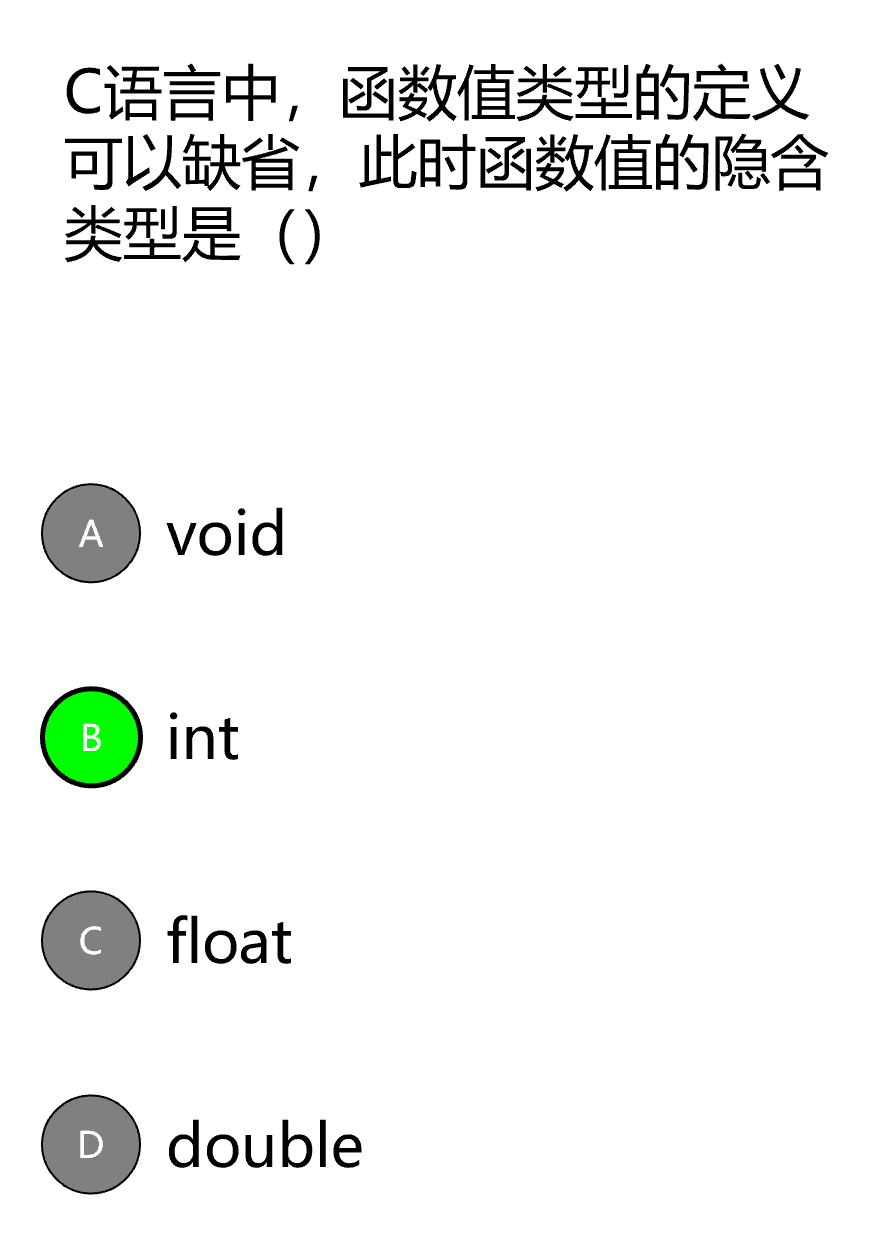 C语言中，函数值类型的定义
可以缺省，此时函数值的隐含
类型是（）
A void
B int
C float
D double